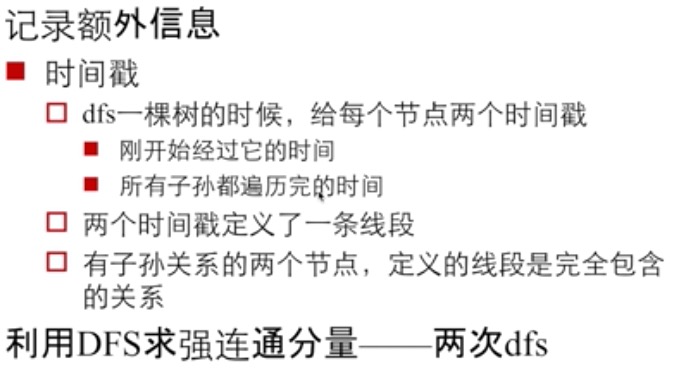 记录额外信息
时间戳
dfs一棵树的时候，给每个节点两个时间戳
刚开始经过它的时间
所有子孙都遍历完的时间
两个时间戳定义了一条线段
有子孙关系的两个节点，定义的线段是完全包含
的关系
利用DFS求强连通分量——两次dfs